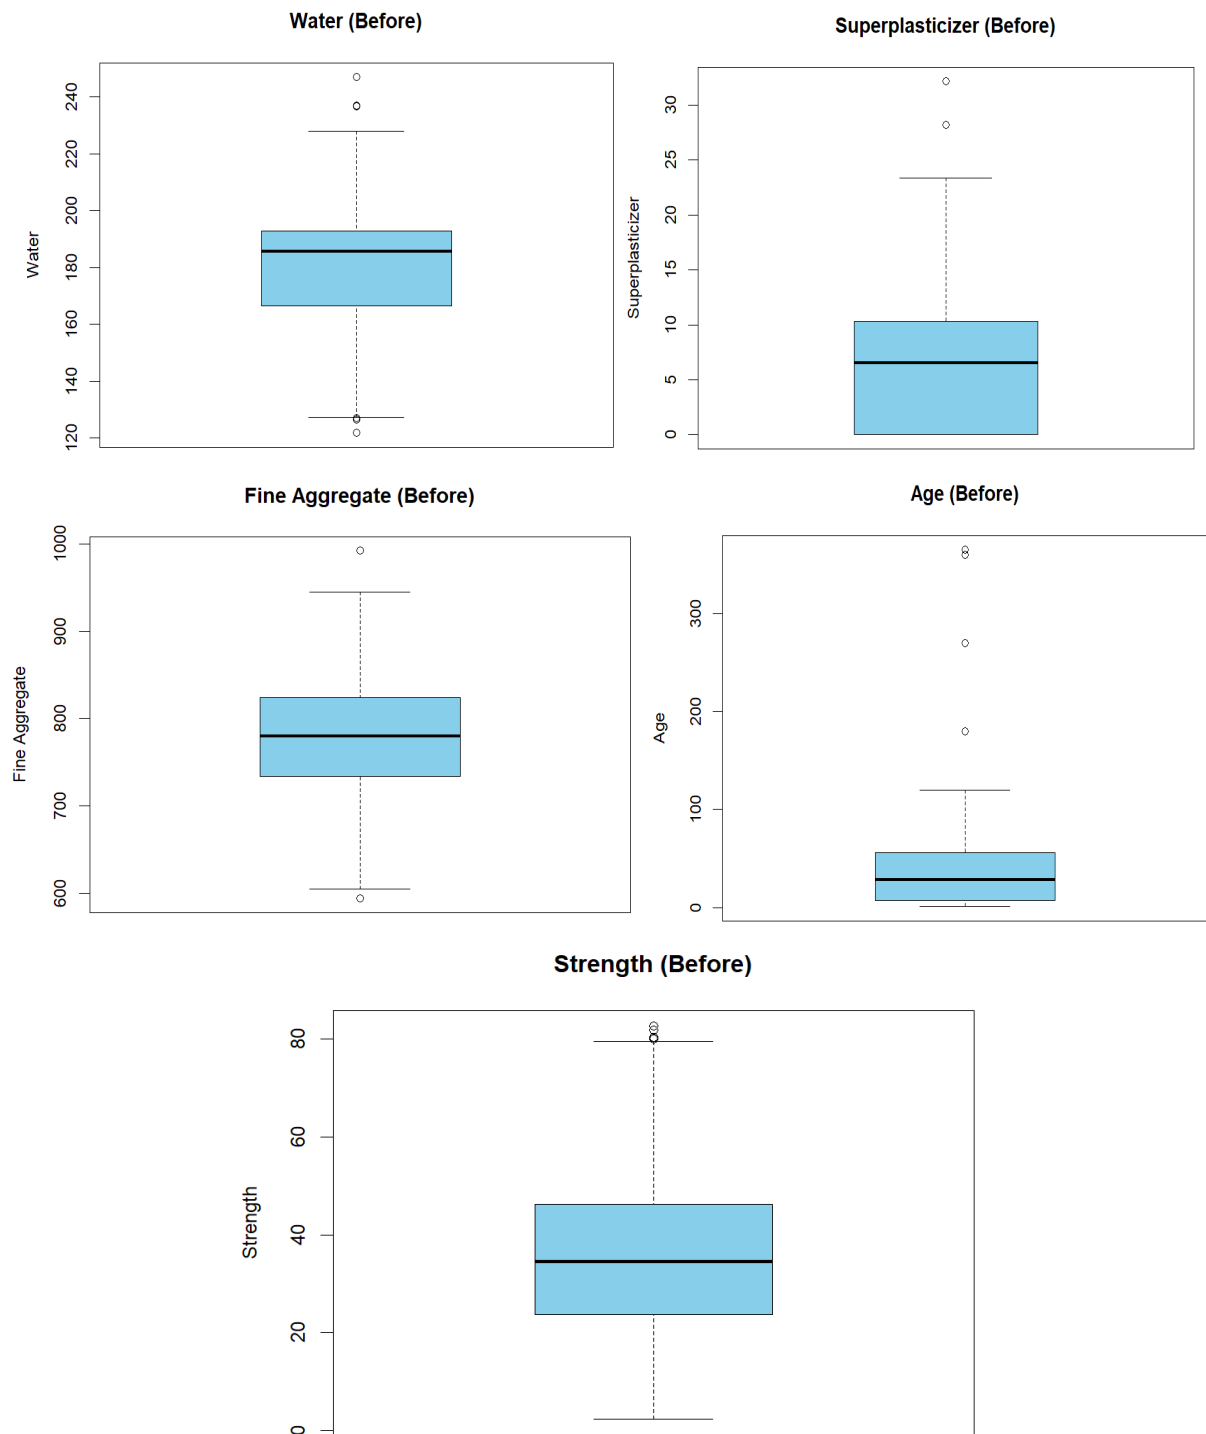 Water (Before)
Water
240
220
200
180
160
140
120
Superplasticizer (Before)
Superplasticizer
30
25
20
15
10
5
0
Fine Aggregate (Before)
Fine Aggregate
1000
900
800
700
600
Age (Before)
Age
300
200
100
0
Strength (Before)
Strength
80
60
40
20
0